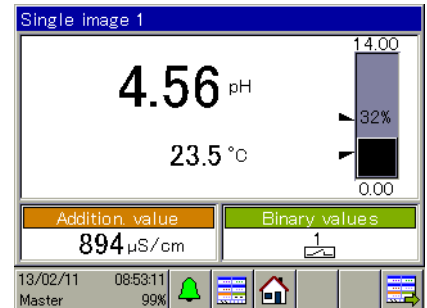 Single image 1
14.00
4.56 pH
32%
23.5 °C
0.00
Addition. value
Binary values
894 µS/cm
1
13/02/11 08:53:11
Master 99%